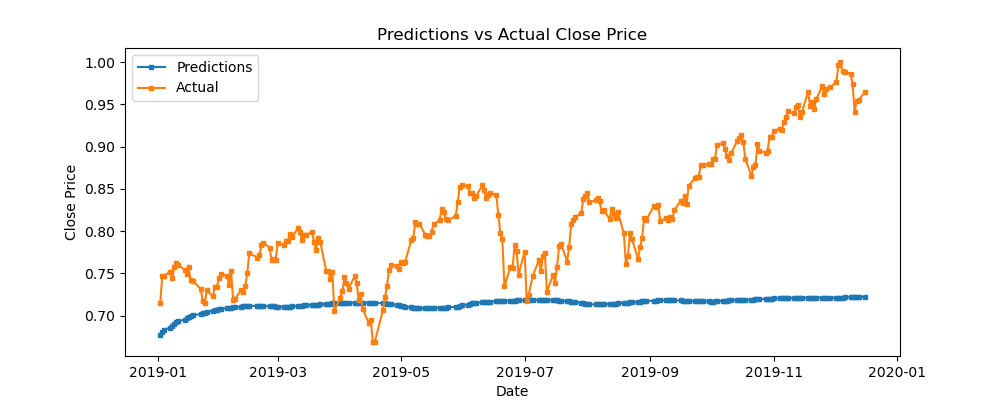 Predictions vs Actual Close Price
Predictions
Actual
1.00
0.95
0.90
0.85
0.80
0.75
0.70
Close Price
2019-01 2019-03 2019-05 2019-07 2019-09 2019-11 2020-01
Date